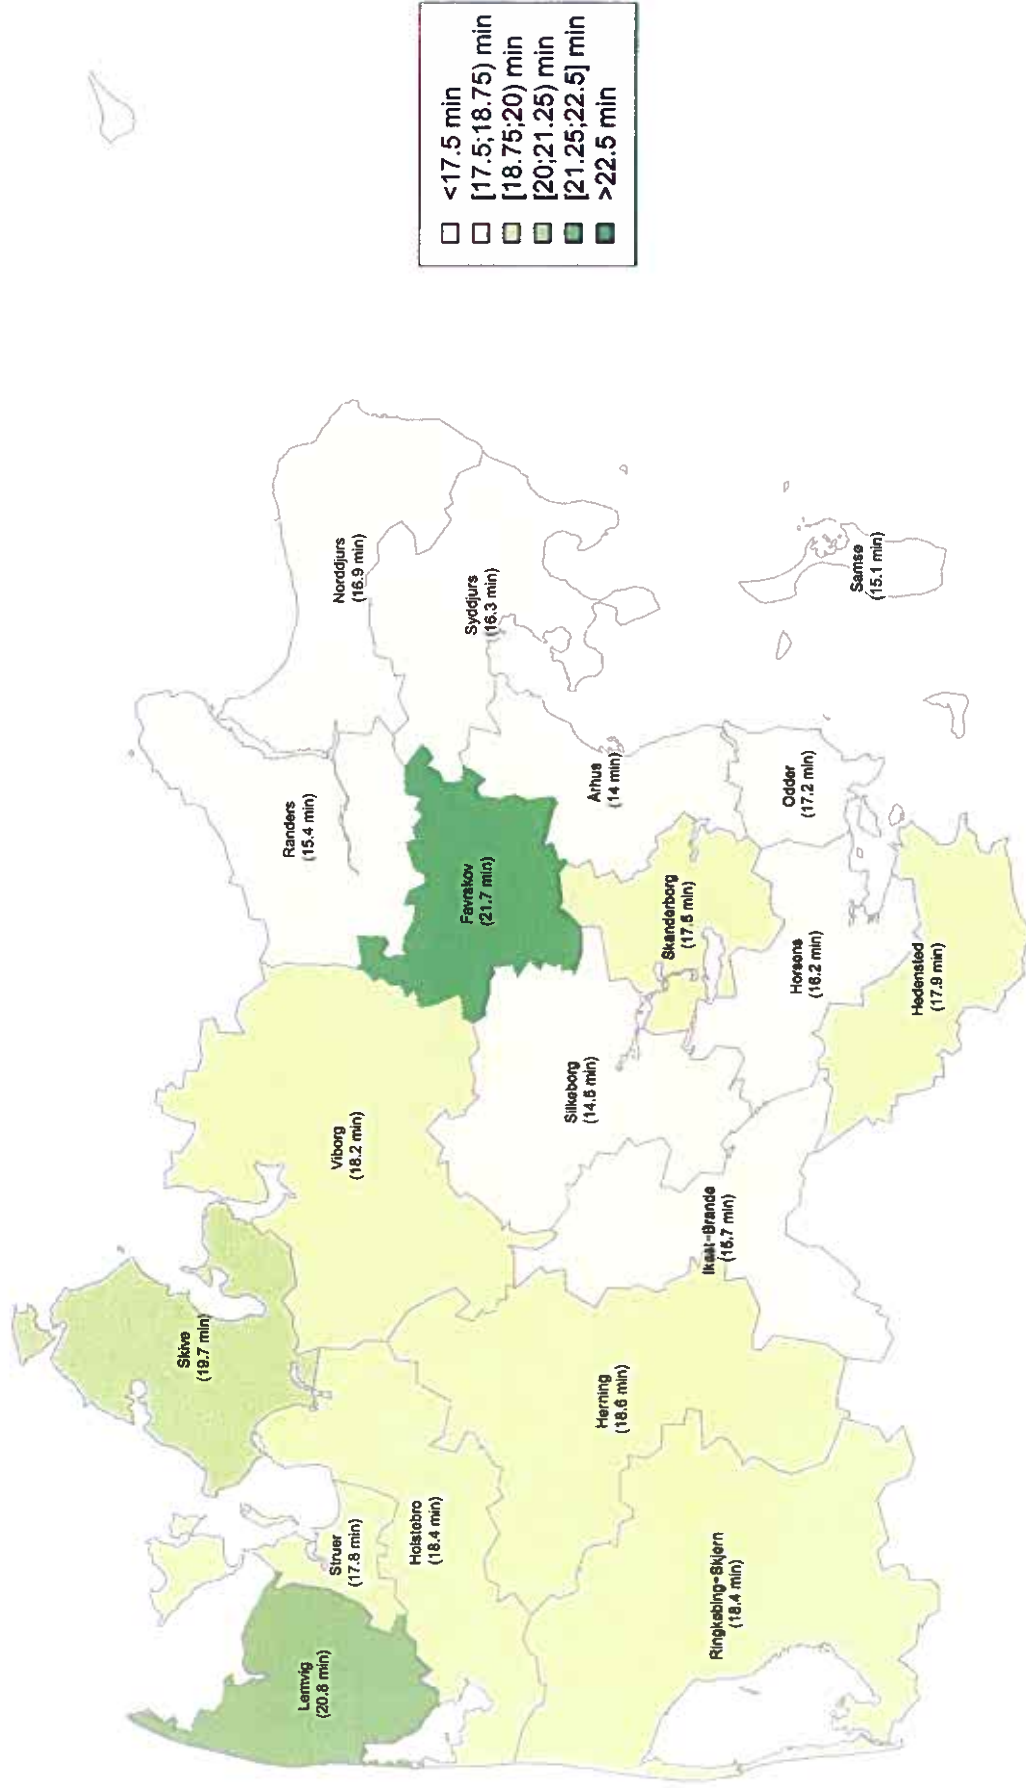 Lemvig
(20.8 min)
Struer
(17.8 min)
Holstebro
(18.4 min)
Skive
(19.7 min)
Viborg
(18.2 min)
Randers
(15.4 min)
Norddjurs
(16.9 min)
Syddjurs
(16.3 min)
Favrskov
(21.7 min)
Århus
(14 min)
Ringkøbing-Skjern
(18.4 min)
Herning
(18.6 min)
Ikast-Brande
(15.7 min)
Silkeborg
(14.5 min)
Skanderborg
(17.5 min)
Horsens
(16.2 min)
Odder
(17.2 min)
Hedensted
(17.9 min)
Samsø
(15.1 min)
<17.5 min
[17.5;18.75) min
[18.75;20) min
[20;21.25) min
[21.25;22.5] min
>22.5 min